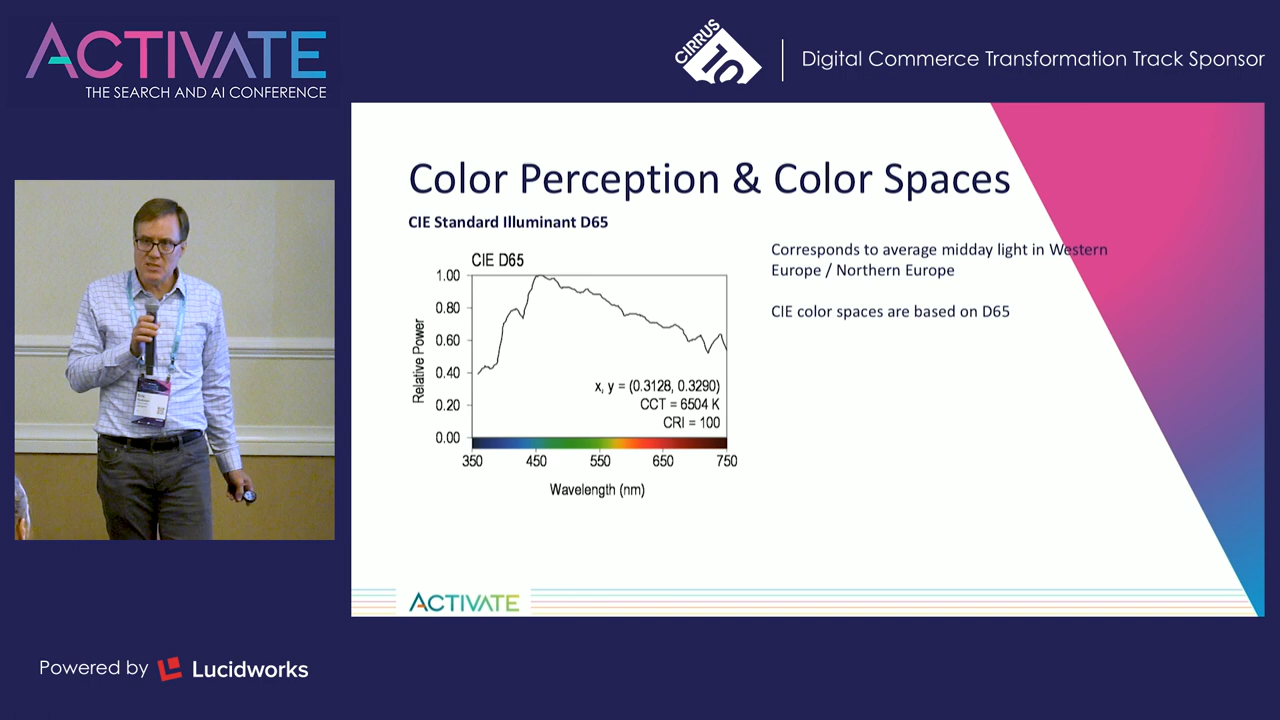 ACTIVATE
THE SEARCH AND AI CONFERENCE
CIRRUS
10
Digital Commerce Transformation Track Sponsor
Color Perception & Color Spaces
CIE Standard Illuminant D65
CIE D65
1.00
0.80
0.60
0.40
0.20
0.00
Relative Power
x, y = (0.3128, 0.3290)
CCT = 6504 K
CRI = 100
350 450 550 650 750
Wavelength (nm)
Corresponds to average midday light in Western
Europe / Northern Europe
CIE color spaces are based on D65
ACTIVATE
Powered by Lucidworks